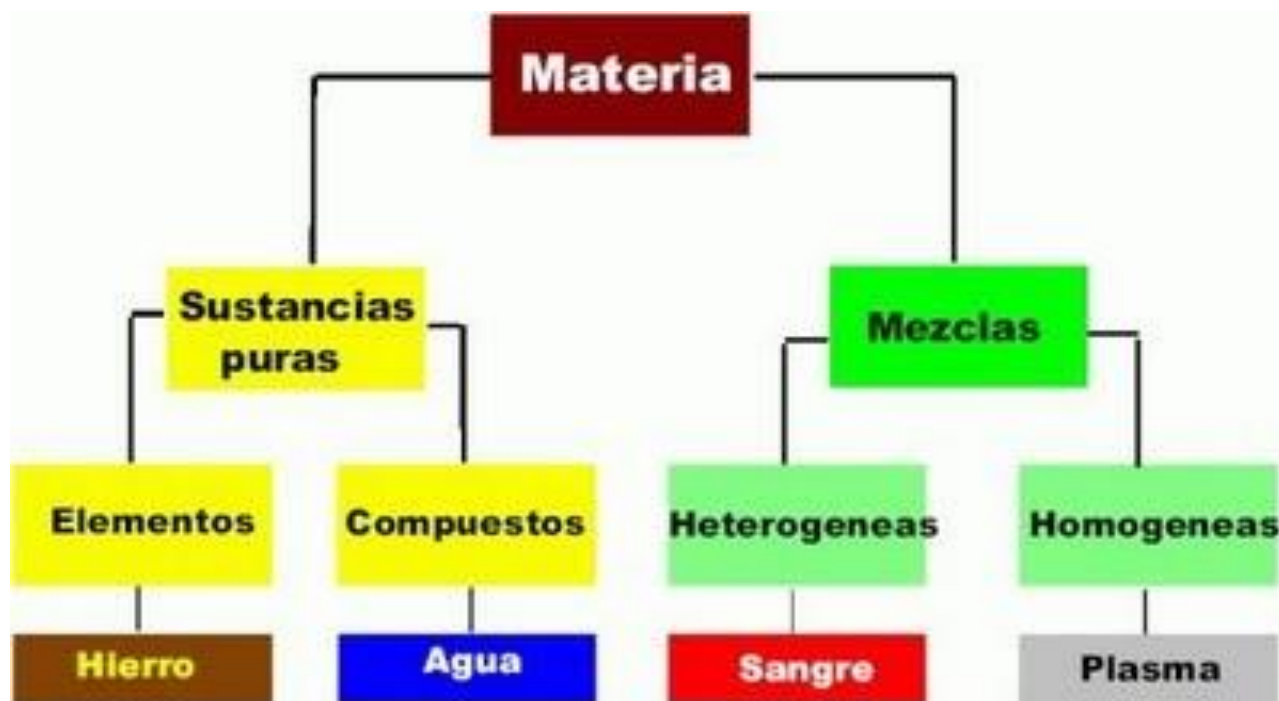 Materia
Sustancias
puras
Mezclas
Elementos
Compuestos
Heterogeneas
Homogeneas
Hierro
Agua
Sangre
Plasma